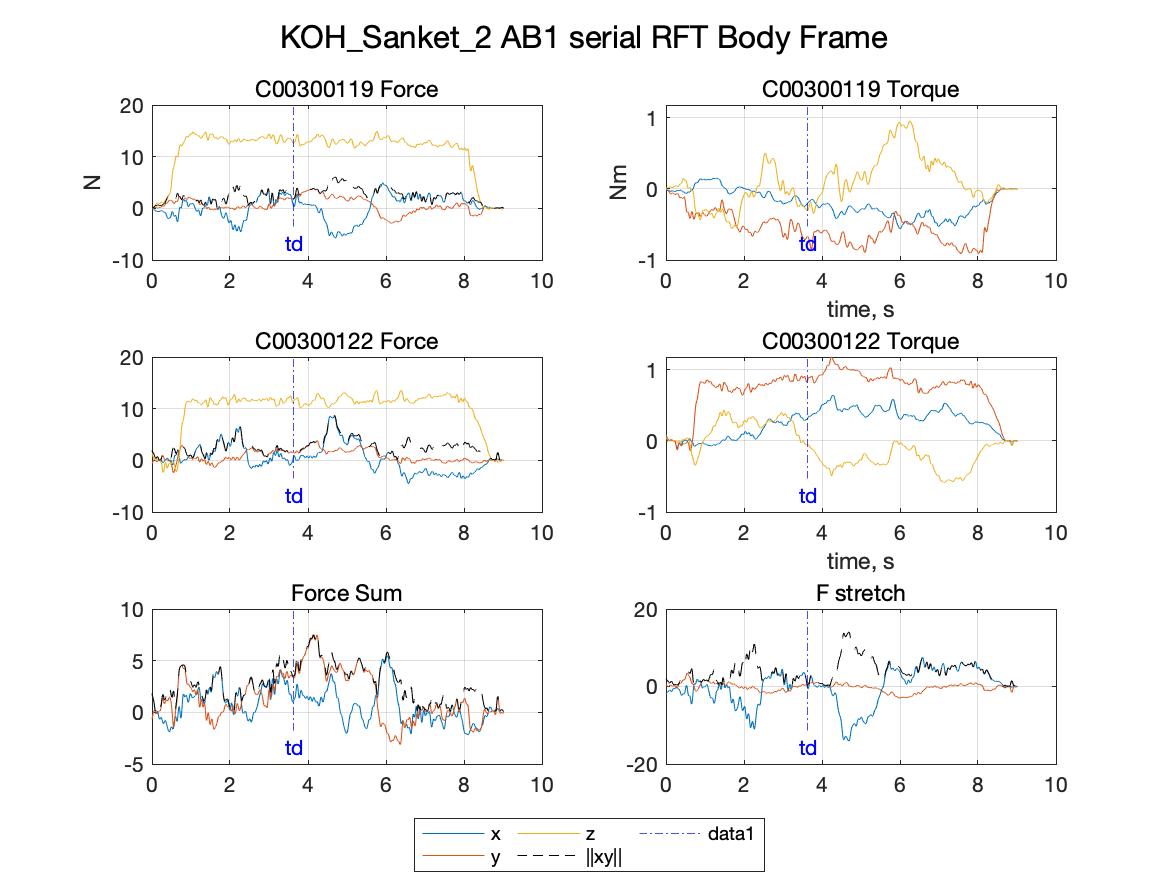 KOH_Sanket_2 AB1 serial RFT Body Frame
C00300119 Force
20
10
0
-10
N
td
0 2 4 6 8 10
C00300119 Torque
1
0
-1
Nm
td
0 2 4 6 8 10
time, s
C00300122 Force
20
10
0
-10
td
0 2 4 6 8 10
C00300122 Torque
1
0
-1
td
0 2 4 6 8 10
time, s
Force Sum
10
5
0
-5
td
0 2 4 6 8 10
F stretch
20
0
-20
td
0 2 4 6 8 10
x z data1
y ||xy||